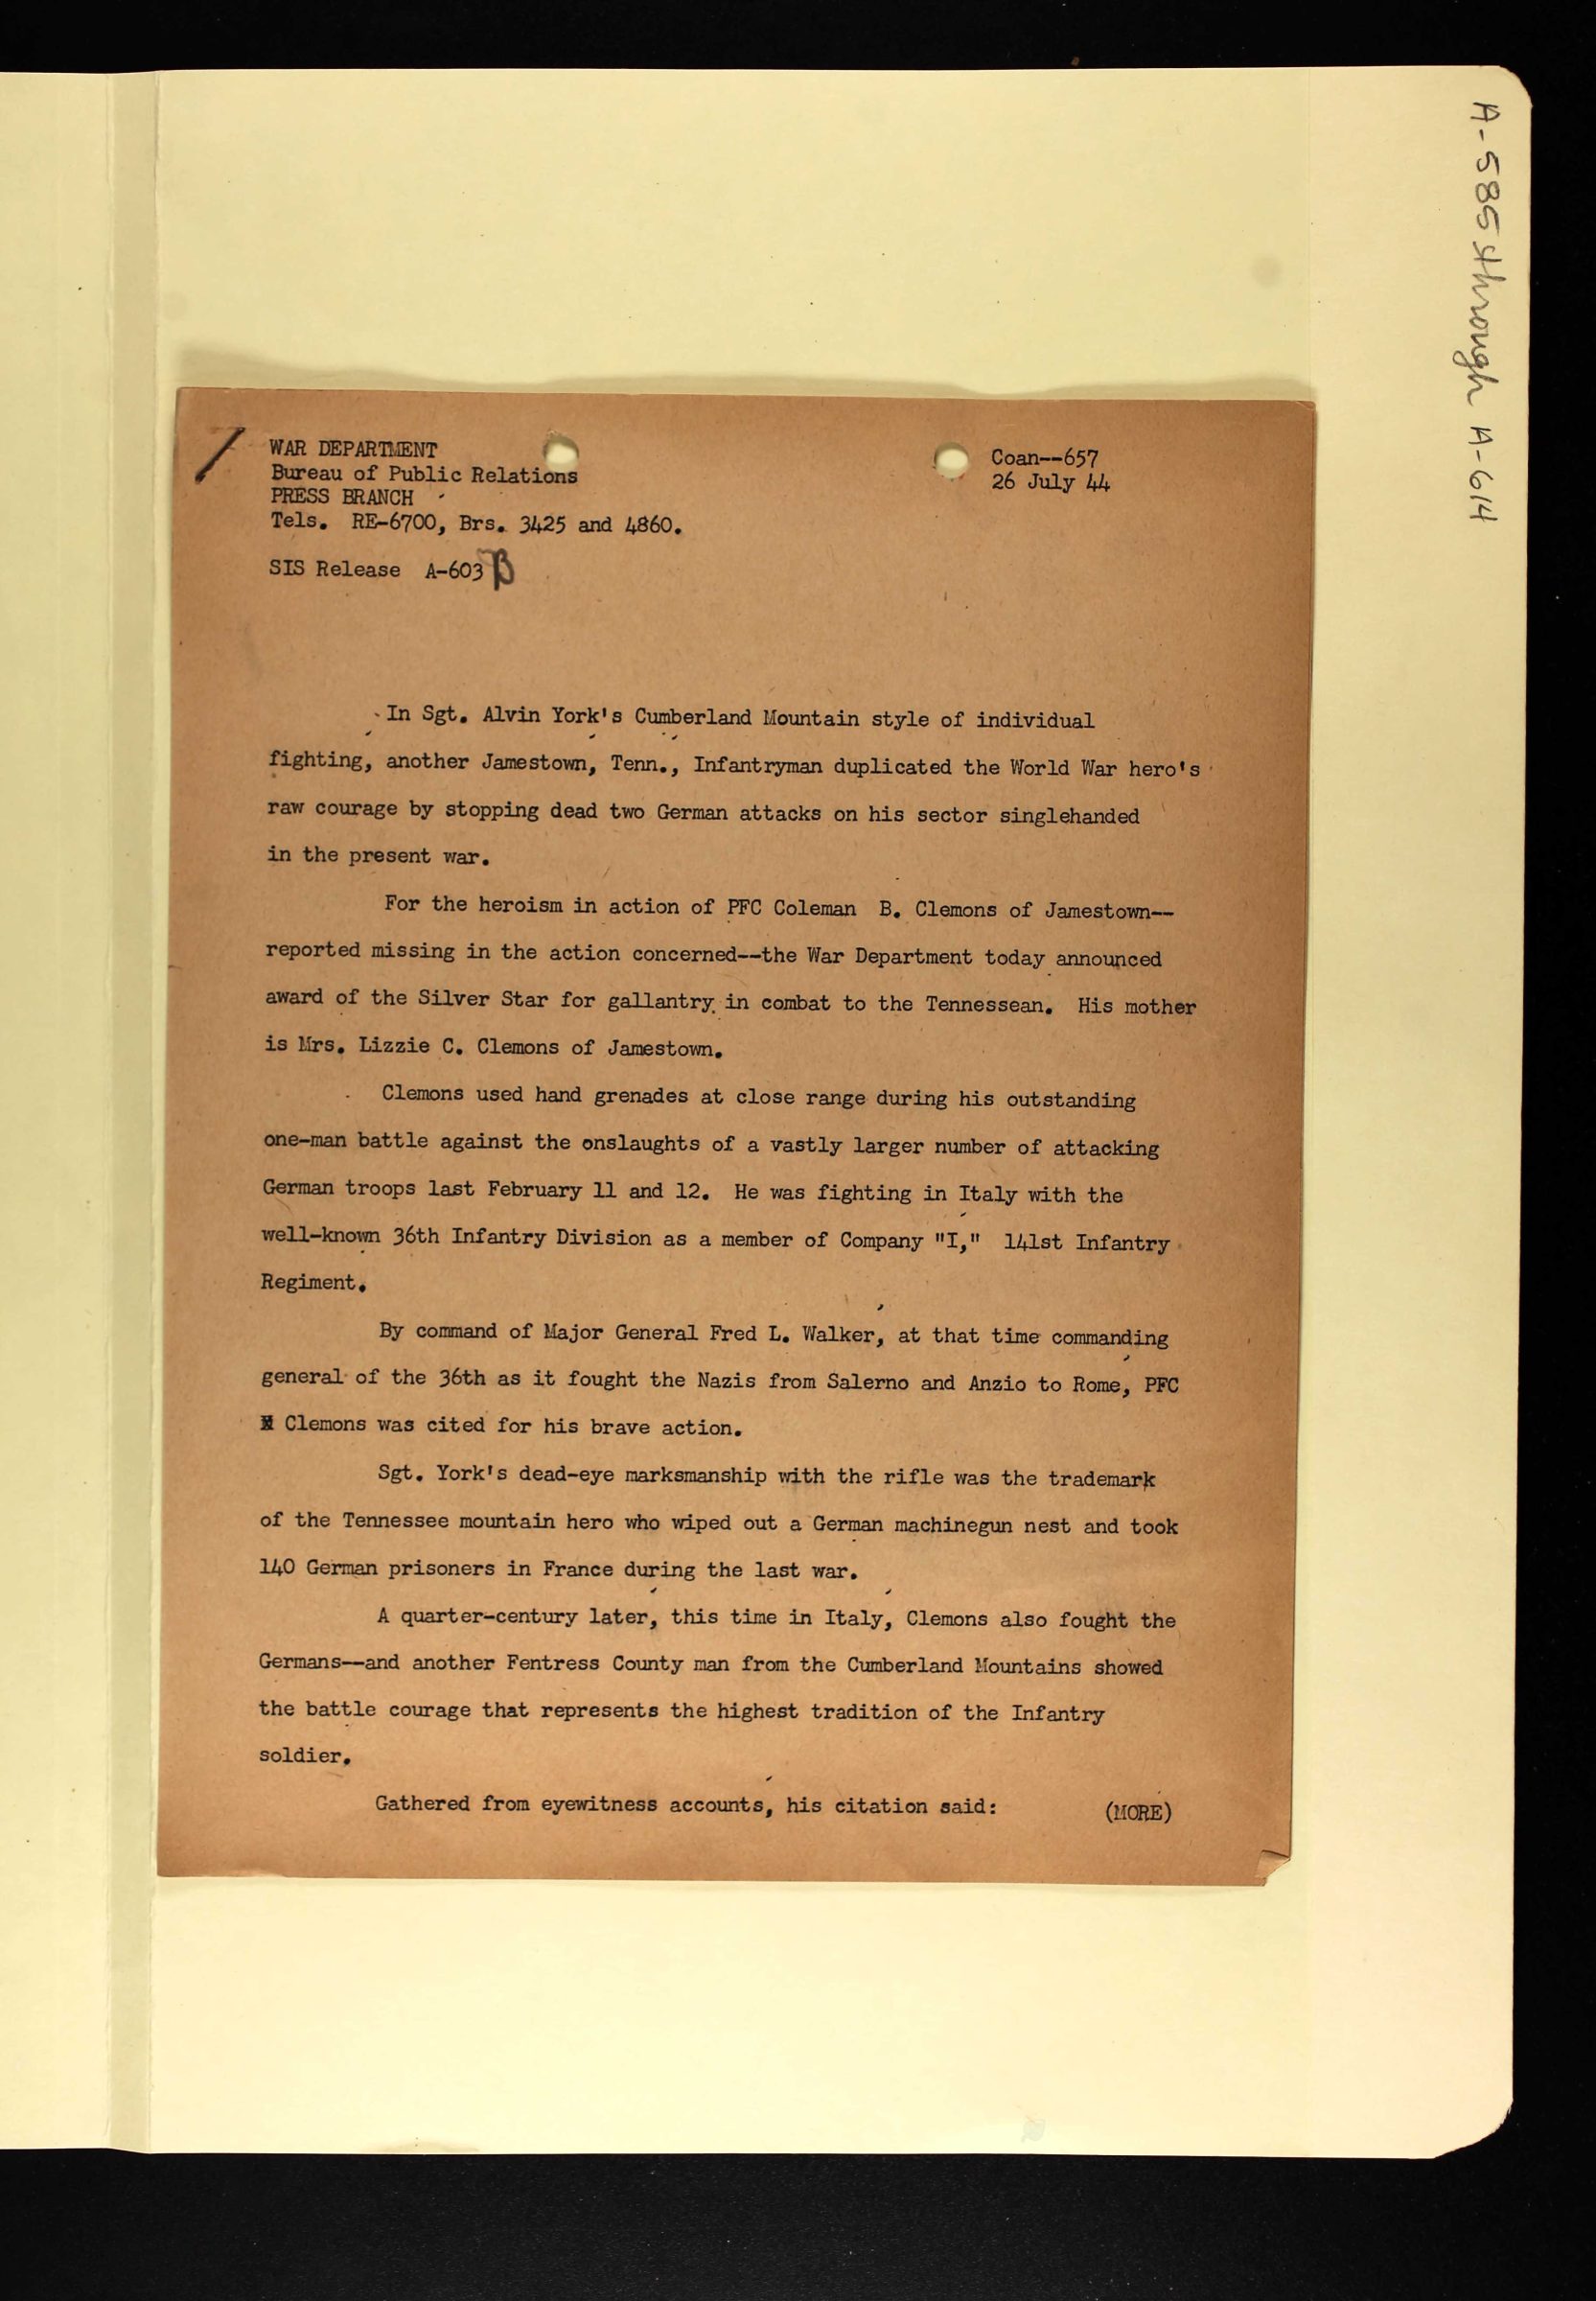 A-585 through A-614
WAR DEPARTMENT
Bureau of Public Relations
PRESS BRANCH
Tels. RE-6700, Brs. 3425 and 4860.
SIS Release A-603 B
Coan--657
26 July 44
In Sgt. Alvin York's Cumberland Mountain style of individual
fighting, another Jamestown, Tenn., Infantryman duplicated the World War hero's
raw courage by stopping dead two German attacks on his sector singlehanded
in the present war.
For the heroism in action of PFC Coleman B. Clemons of Jamestown--
reported missing in the action concerned--the War Department today announced
award of the Silver Star for gallantry in combat to the Tennessean. His mother
is Mrs. Lizzie C. Clemons of Jamestown.
Clemons used hand grenades at close range during his outstanding
one-man battle against the onslaughts of a vastly larger number of attacking
German troops last February 11 and 12. He was fighting in Italy with the
well-known 36th Infantry Division as a member of Company "I," 141st Infantry
Regiment.
By command of Major General Fred L. Walker, at that time commanding
general of the 36th as it fought the Nazis from Salerno and Anzio to Rome, PFC
Clemons was cited for his brave action.
Sgt. York's dead-eye marksmanship with the rifle was the trademark
of the Tennessee mountain hero who wiped out a German machinegun nest and took
140 German prisoners in France during the last war.
A quarter-century later, this time in Italy, Clemons also fought the
Germans--and another Fentress County man from the Cumberland Mountains showed
the battle courage that represents the highest tradition of the Infantry
soldier.
Gathered from eyewitness accounts, his citation said: (MORE)